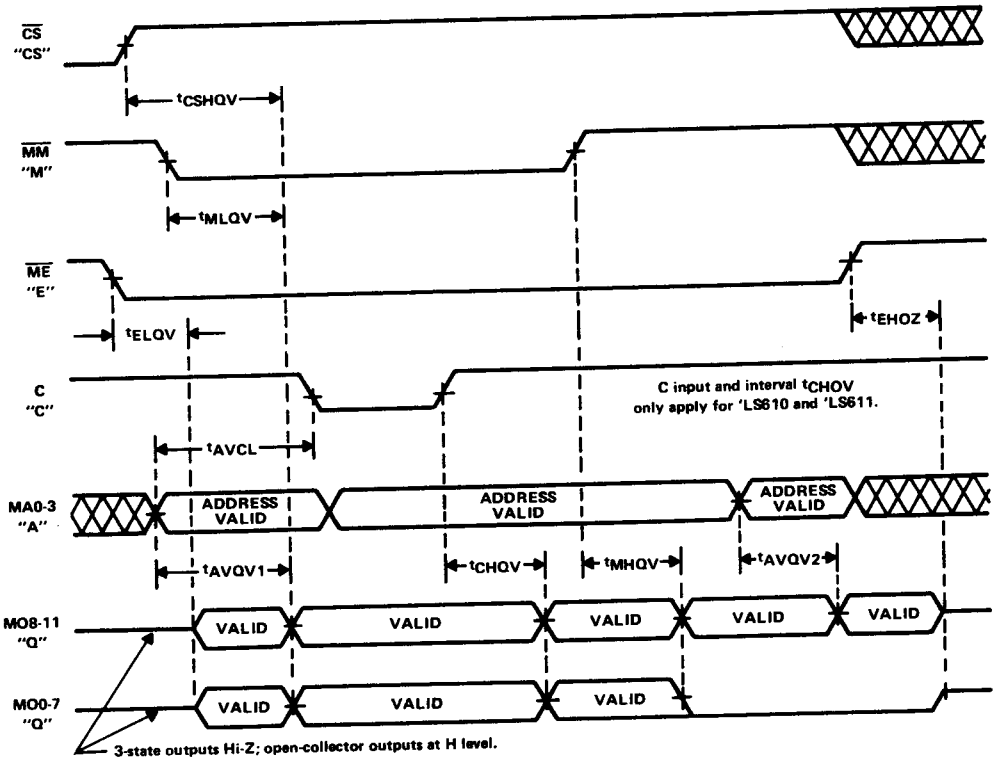 CS
"CS"
tCSHQV
MM
"M"
tMLQV
ME
"E"
tELQV
tEHQZ
C
"C"
C input and interval tCHOV
only apply for 'LS610 and 'LS611.
tAVCL
MA0-3
"A"
ADDRESS
VALID
ADDRESS
VALID
ADDRESS
VALID
tAVQV1
tCHQV
tMHQV
tAVQV2
MO8-11
"Q"
VALID
VALID
VALID
VALID
VALID
MO0-7
"Q"
VALID
VALID
VALID
3-state outputs Hi-Z; open-collector outputs at H level.